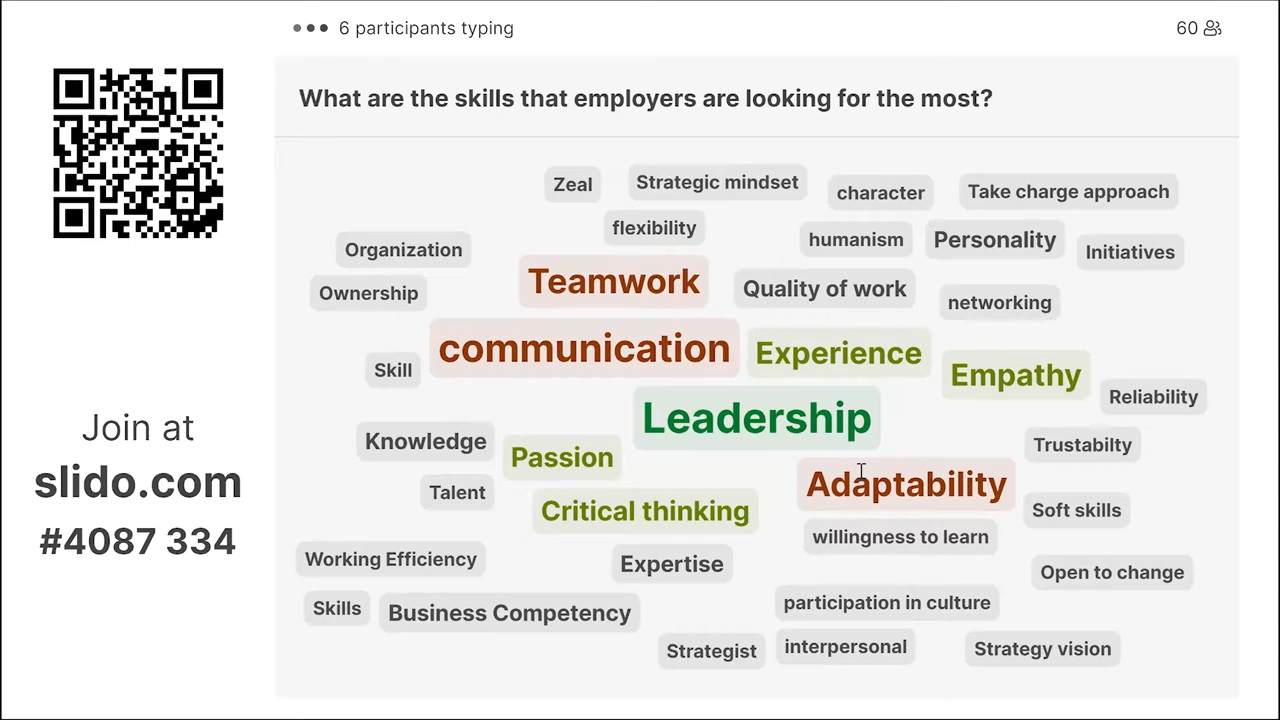 6 participants typing
60
What are the skills that employers are looking for the most?
Zeal
Strategic mindset
character
Take charge approach
flexibility
humanism
Personality
Initiatives
Organization
Teamwork
Quality of work
Ownership
networking
communication
Experience
Empathy
Skill
Reliability
Leadership
Knowledge
Passion
Trustabilty
Talent
Critical thinking
Adaptability
Soft skills
willingness to learn
Working Efficiency
Expertise
Open to change
Skills
Business Competency
participation in culture
Strategist
interpersonal
Strategy vision
Join at
slido.com
#4087 334